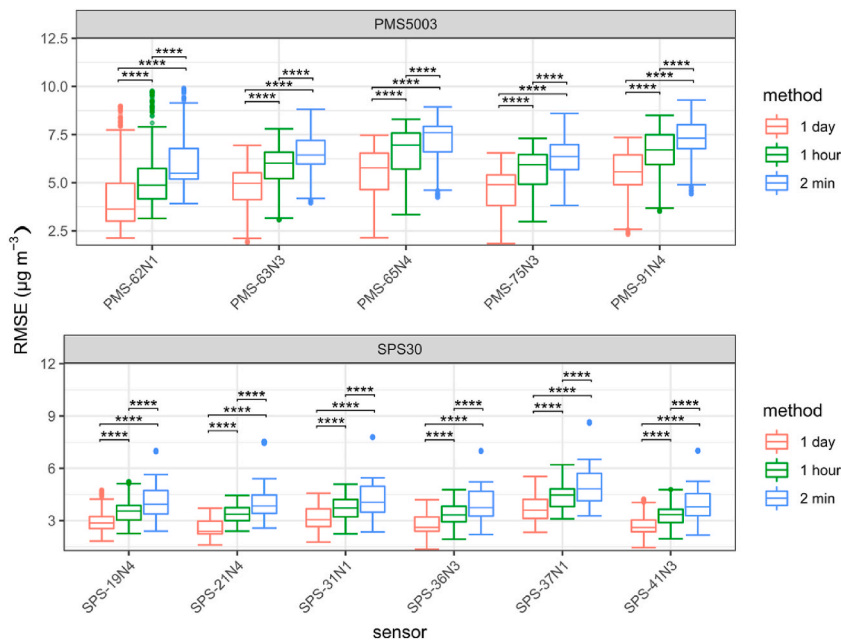 PMS5003
12.5
10.0
7.5
5.0
2.5
**** **** ****
**** **** ****
**** **** ****
**** **** ****
**** **** ****
PMS-62N1
PMS-63N3
PMS-65N4
PMS-75N3
PMS-91N4
method
1 day
1 hour
2 min
RMSE (µg m⁻³)
SPS30
12
9
6
3
**** **** ****
**** **** ****
**** **** ****
**** **** ****
**** **** ****
**** **** ****
SPS-19N4
SPS-21N4
SPS-31N1
SPS-36N3
SPS-37N1
SPS-41N3
sensor
method
1 day
1 hour
2 min